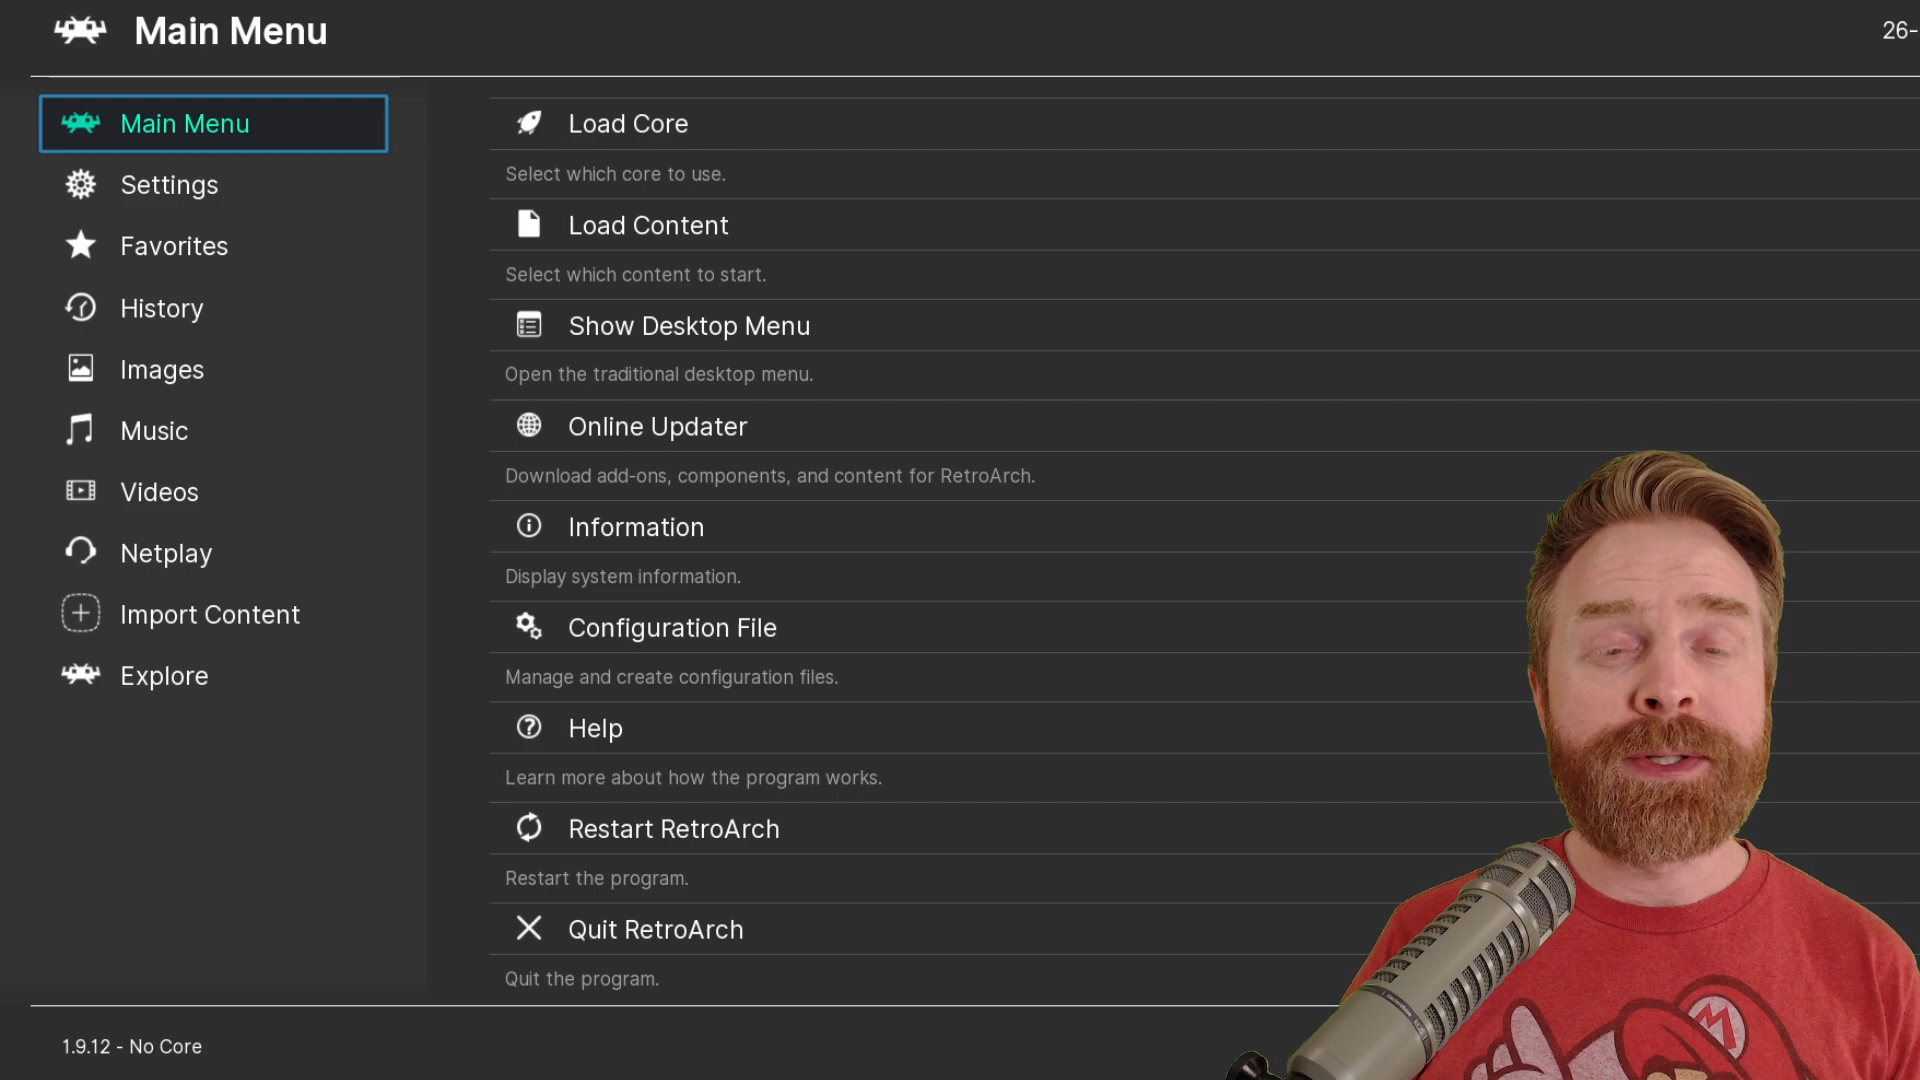 Main Menu
26-
Main Menu
Settings
Favorites
History
Images
Music
Videos
Netplay
Import Content
Explore
Load Core
Select which core to use.
Load Content
Select which content to start.
Show Desktop Menu
Open the traditional desktop menu.
Online Updater
Download add-ons, components, and content for RetroArch.
Information
Display system information.
Configuration File
Manage and create configuration files.
Help
Learn more about how the program works.
Restart RetroArch
Restart the program.
Quit RetroArch
Quit the program.
1.9.12 - No Core
M